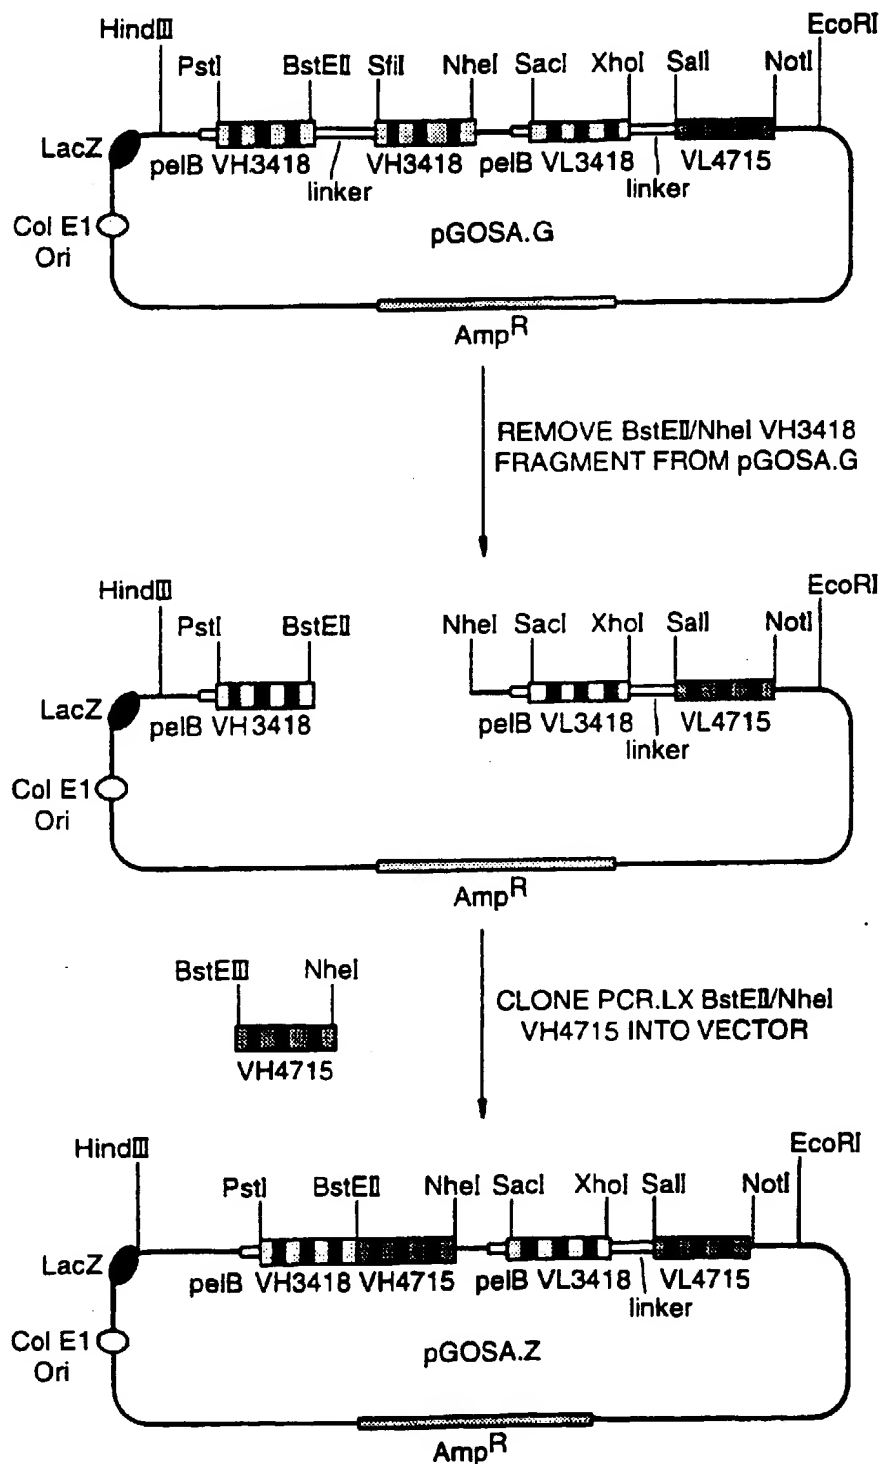 HindⅢ
EcoRI
PstI
BstEⅡ
SfiI
NheI
SacI
XhoI
SalI
NotI
LacZ
pelB VH3418
linker
VH3418
pelB VL3418
linker
VL4715
Col E1
Ori
pGOSA.G
AmpR
REMOVE BstEⅡ/NheI VH3418
FRAGMENT FROM pGOSA.G
HindⅢ
EcoRI
PstI
BstEⅡ
NheI
SacI
XhoI
SalI
NotI
LacZ
pelB VH3418
pelB VL3418
linker
VL4715
Col E1
Ori
AmpR
BstEⅢ
NheI
VH4715
CLONE PCR.LX BstEⅡ/NheI
VH4715 INTO VECTOR
HindⅢ
EcoRI
PstI
BstEⅡ
NheI
SacI
XhoI
SalI
NotI
LacZ
pelB VH3418 VH4715
pelB VL3418
linker
VL4715
Col E1
Ori
pGOSA.Z
AmpR